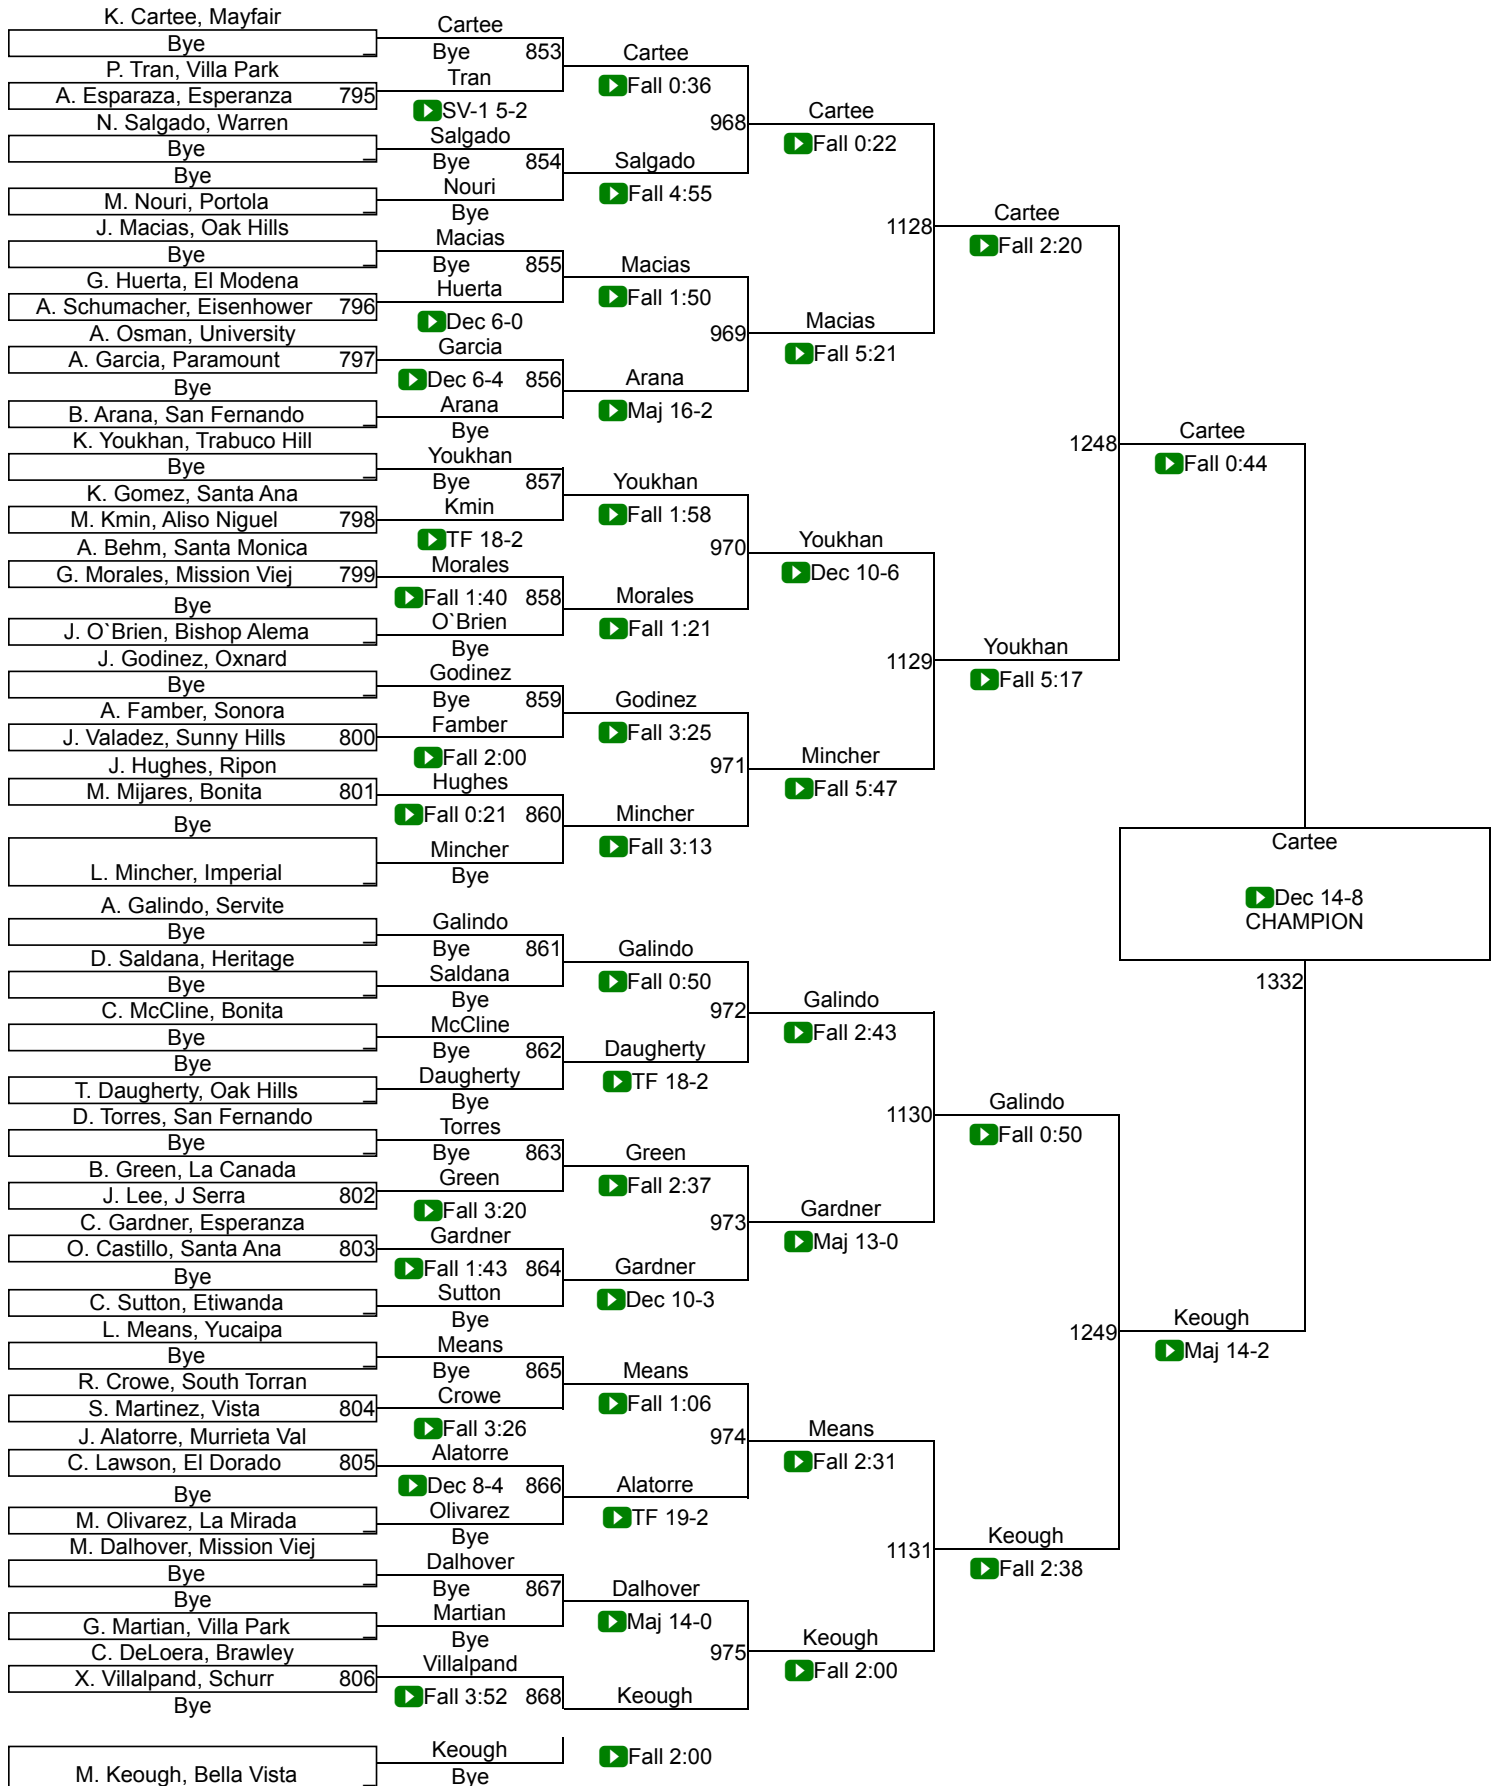 K. Cartee, Mayfair
Bye
P. Tran, Villa Park
A. Esparaza, Esperanza 795
N. Salgado, Warren
Bye
Bye
M. Nouri, Portola
J. Macias, Oak Hills
Bye
G. Huerta, El Modena
A. Schumacher, Eisenhower 796
A. Osman, University
A. Garcia, Paramount 797
Bye
B. Arana, San Fernando
K. Youkhan, Trabuco Hill
Bye
K. Gomez, Santa Ana
M. Kmin, Aliso Niguel 798
A. Behm, Santa Monica
G. Morales, Mission Viej 799
Bye
J. O`Brien, Bishop Alema
J. Godinez, Oxnard
Bye
A. Famber, Sonora
J. Valadez, Sunny Hills 800
J. Hughes, Ripon
M. Mijares, Bonita 801
Bye
L. Mincher, Imperial
A. Galindo, Servite
Bye
D. Saldana, Heritage
Bye
C. McCline, Bonita
Bye
Bye
T. Daugherty, Oak Hills
D. Torres, San Fernando
Bye
B. Green, La Canada
J. Lee, J Serra 802
C. Gardner, Esperanza
O. Castillo, Santa Ana 803
Bye
C. Sutton, Etiwanda
L. Means, Yucaipa
Bye
R. Crowe, South Torran
S. Martinez, Vista 804
J. Alatorre, Murrieta Val
C. Lawson, El Dorado 805
Bye
M. Olivarez, La Mirada
M. Dalhover, Mission Viej
Bye
Bye
G. Martian, Villa Park
C. DeLoera, Brawley
X. Villalpand, Schurr 806
Bye
M. Keough, Bella Vista
Cartee
Bye 853
Tran
SV-1 5-2
Salgado
Bye 854
Nouri
Bye
Macias
Bye 855
Huerta
Dec 6-0
Garcia
Dec 6-4 856
Arana
Bye
Youkhan
Bye 857
Kmin
TF 18-2
Morales
Fall 1:40 858
O`Brien
Bye
Godinez
Bye 859
Famber
Fall 2:00
Hughes
Fall 0:21 860
Mincher
Bye
Galindo
Bye 861
Saldana
Bye
McCline
Bye 862
Daugherty
Bye
Torres
Bye 863
Green
Fall 3:20
Gardner
Fall 1:43 864
Sutton
Bye
Means
Bye 865
Crowe
Fall 3:26
Alatorre
Dec 8-4 866
Olivarez
Bye
Dalhover
Bye 867
Martian
Bye
Villalpand
Fall 3:52 868
Keough
Bye
Cartee
Fall 0:36
968
Salgado
Fall 4:55
Macias
Fall 1:50
969
Arana
Maj 16-2
Youkhan
Fall 1:58
970
Morales
Fall 1:21
Godinez
Fall 3:25
971
Mincher
Fall 3:13
Galindo
Fall 0:50
972
Daugherty
TF 18-2
Green
Fall 2:37
973
Gardner
Dec 10-3
Means
Fall 1:06
974
Alatorre
TF 19-2
Dalhover
Maj 14-0
975
Keough
Fall 2:00
Cartee
Fall 0:22
1128
Macias
Fall 5:21
Youkhan
Dec 10-6
1129
Mincher
Fall 5:47
Galindo
Fall 2:43
1130
Gardner
Maj 13-0
Means
Fall 2:31
1131
Keough
Fall 2:00
Cartee
Fall 2:20
1248
Youkhan
Fall 5:17
Galindo
Fall 0:50
1249
Keough
Fall 2:38
Cartee
Fall 0:44
Cartee
Dec 14-8
CHAMPION
1332
Keough
Maj 14-2